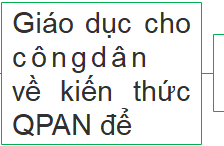 Giáo dục cho
côngdân
về kiến thức
QPAN để